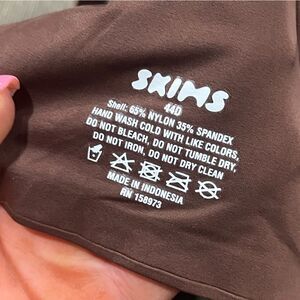 SKIMS
44D
Shell: 65% NYLON 35% SPANDEX
HAND WASH COLD WITH LIKE COLORS,
DO NOT BLEACH, DO NOT TUMBLE DRY,
DO NOT IRON, DO NOT DRY CLEAN
MADE IN INDONESIA
RN 158973